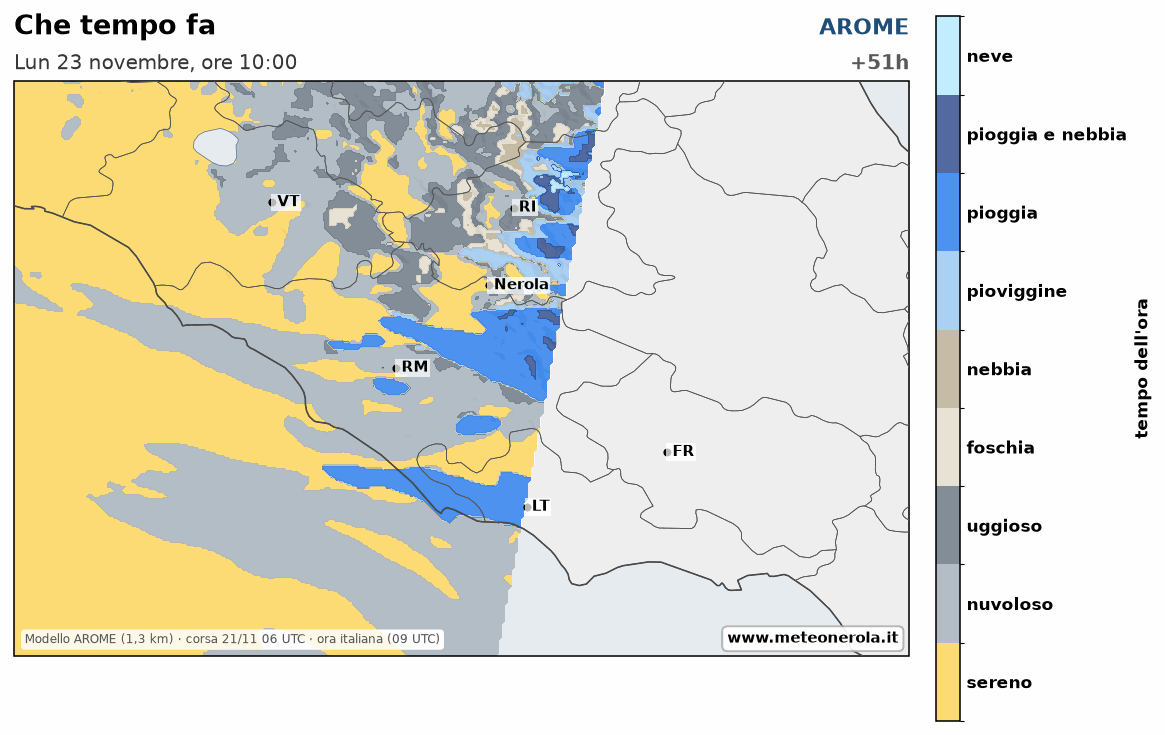 Che tempo fa
AROME
Lun 23 novembre, ore 10:00
+51h
VT
RI
Nerola
RM
FR
LT
Modello AROME (1,3 km) · corsa 21/11 06 UTC · ora italiana (09 UTC)
www.meteonerola.it
neve
pioggia e nebbia
pioggia
pioviggine
nebbia
foschia
uggioso
nuvoloso
sereno
tempo dell'ora